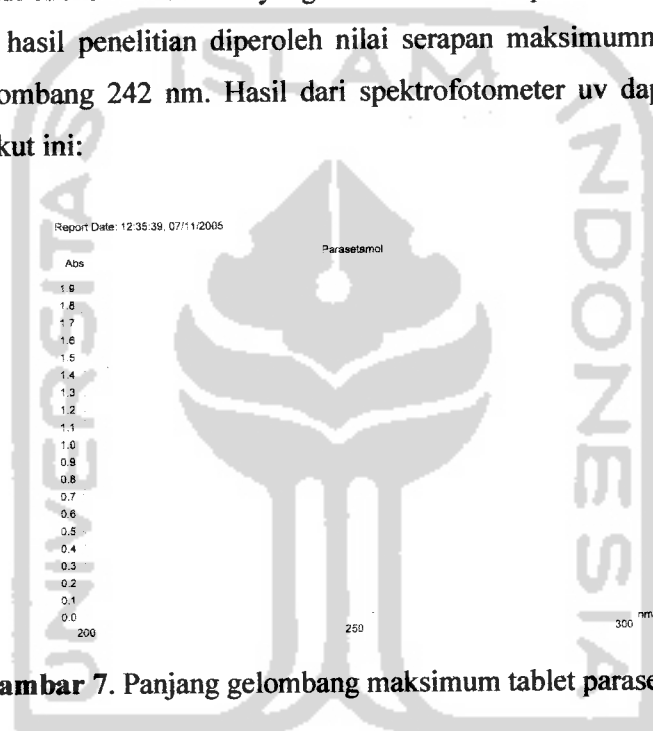 hasil penelitian diperoleh nilai serapan maksimumn
ombang 242 nm. Hasil dari spektrofotometer uv dap
kut ini:
ISLAM
UNIVERSITAS
INDONESIA
Report Date: 12:35:39, 07/11/2005
Parasetamol
Abs
1.9
1.8
1.7
1.6
1.5
1.4
1.3
1.2
1.1
1.0
0.9
0.8
0.7
0.6
0.5
0.4
0.3
0.2
0.1
0.0
200
250
300 nm
ambar 7. Panjang gelombang maksimum tablet parase